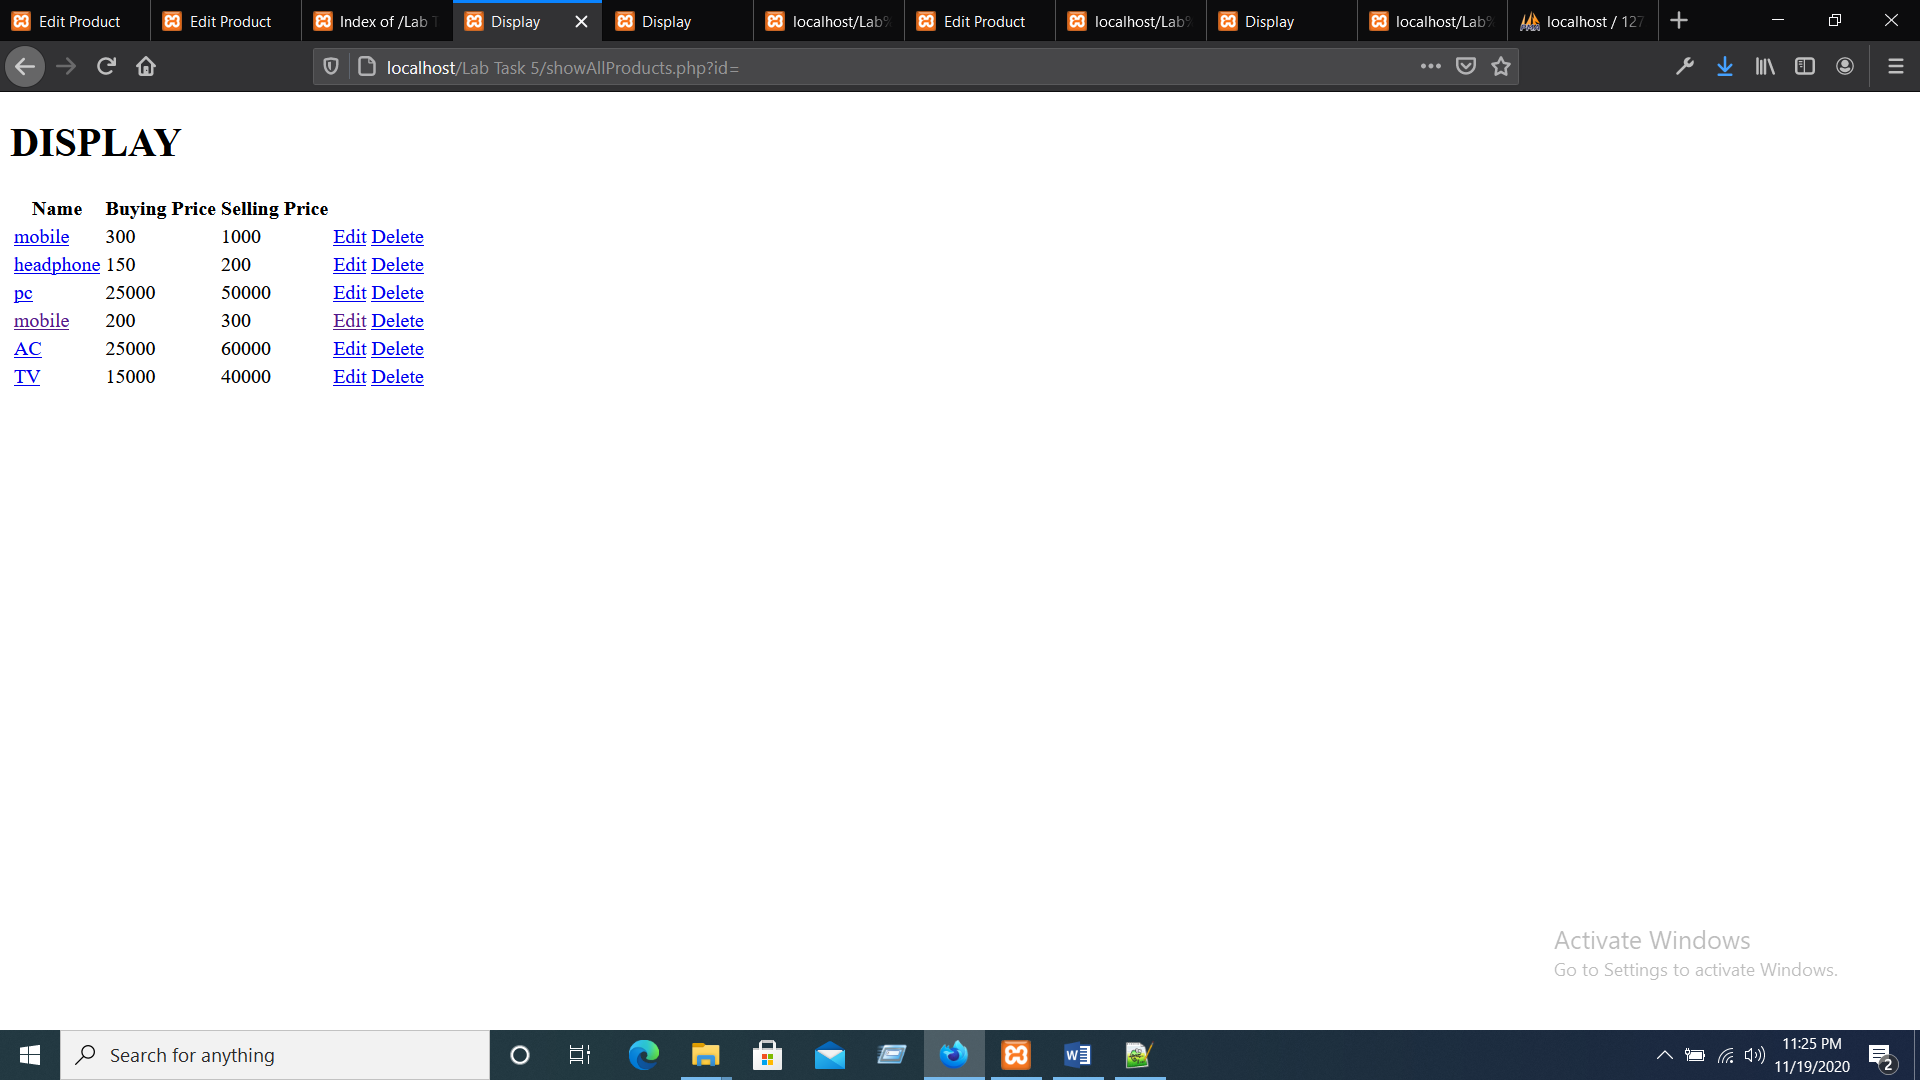 Edit Product Edit Product Index of /Lab T Display Display localhost/Lab% Edit Product localhost/Lab% Display localhost/Lab% localhost / 127
localhost/Lab Task 5/showAllProducts.php?id=
DISPLAY
Name Buying Price Selling Price
mobile 300 1000 Edit Delete
headphone 150 200 Edit Delete
pc 25000 50000 Edit Delete
mobile 200 300 Edit Delete
AC 25000 60000 Edit Delete
TV 15000 40000 Edit Delete
Activate Windows
Go to Settings to activate Windows.
Search for anything
11:25 PM
11/19/2020
2